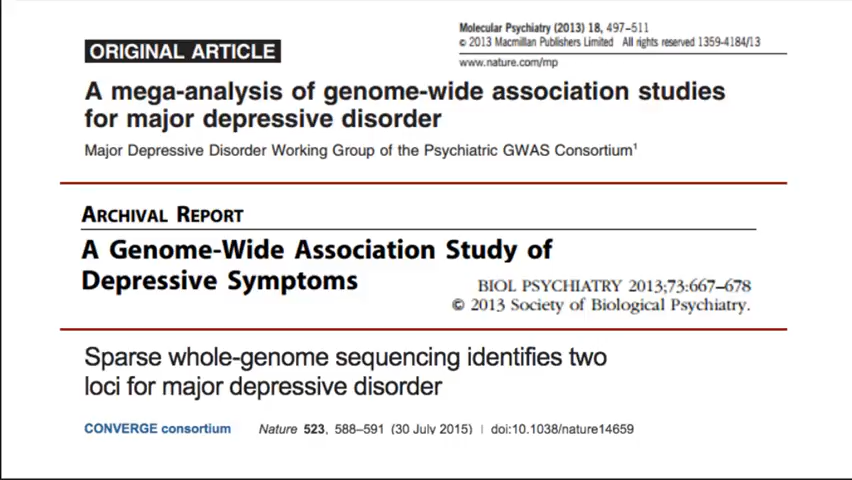 Molecular Psychiatry (2013) 18, 497–511
© 2013 Macmillan Publishers Limited All rights reserved 1359-4184/13
www.nature.com/mp
ORIGINAL ARTICLE
A mega-analysis of genome-wide association studies
for major depressive disorder
Major Depressive Disorder Working Group of the Psychiatric GWAS Consortium¹
ARCHIVAL REPORT
A Genome-Wide Association Study of
Depressive Symptoms
BIOL PSYCHIATRY 2013;73:667–678
© 2013 Society of Biological Psychiatry.
Sparse whole-genome sequencing identifies two
loci for major depressive disorder
CONVERGE consortium Nature 523, 588–591 (30 July 2015) | doi:10.1038/nature14659